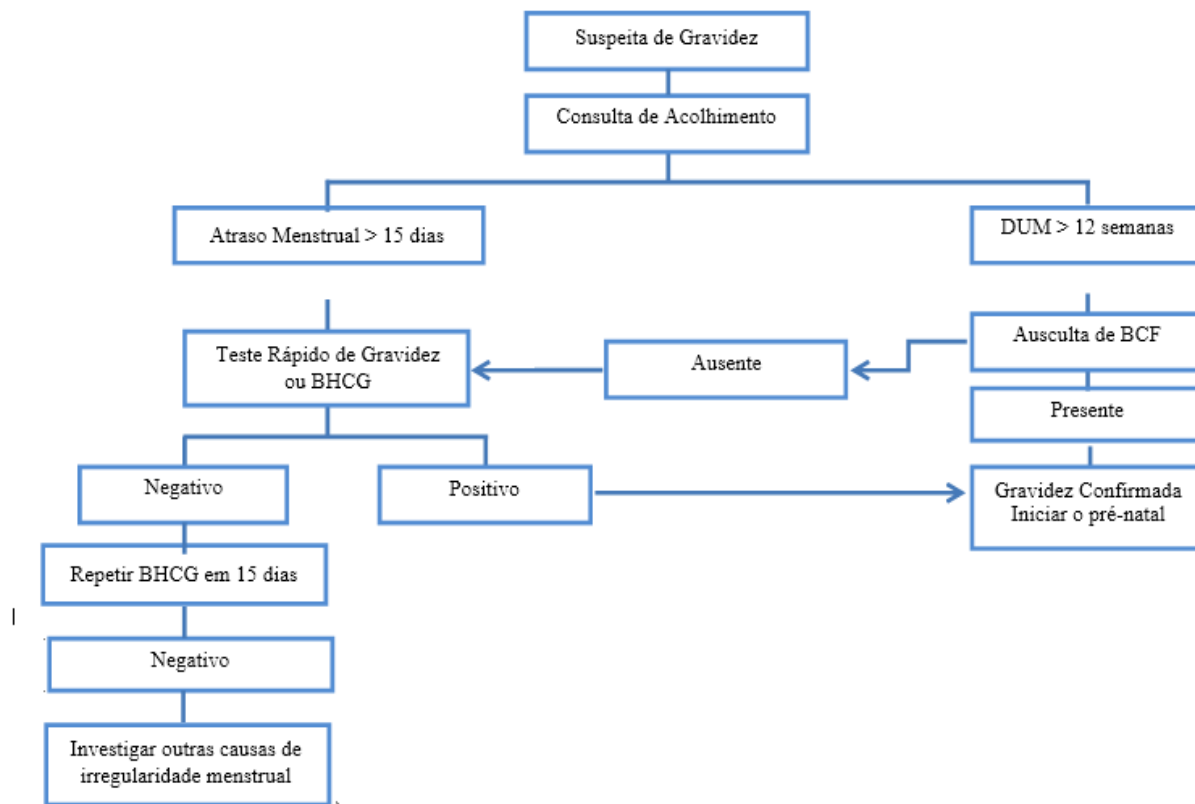 Suspeita de Gravidez
Consulta de Acolhimento
Atraso Menstrual > 15 dias
DUM > 12 semanas
Teste Rápido de Gravidez
ou BHCG
Ausente
Ausculta de BCF
Presente
Negativo
Positivo
Gravidez Confirmada
Iniciar o pré-natal
Repetir BHCG em 15 dias
Negativo
Investigar outras causas de
irregularidade menstrual